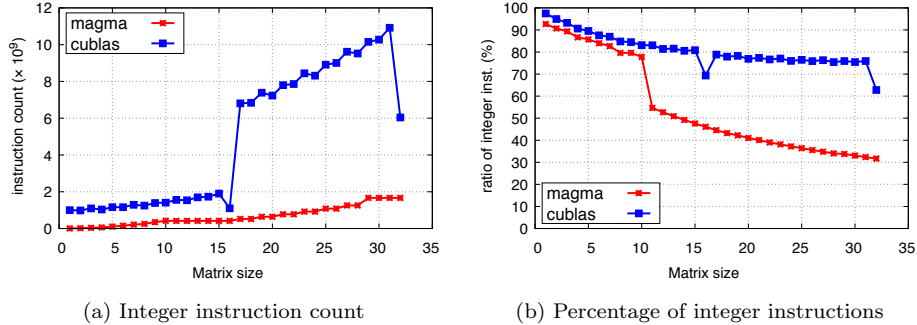 magma
cublas
instruction count (× 10⁹)
12
10
8
6
4
2
0
0 5 10 15 20 25 30 35
Matrix size
(a) Integer instruction count
magma
cublas
ratio of integer inst. (%)
100
90
80
70
60
50
40
30
20
10
0
0 5 10 15 20 25 30 35
Matrix size
(b) Percentage of integer instructions